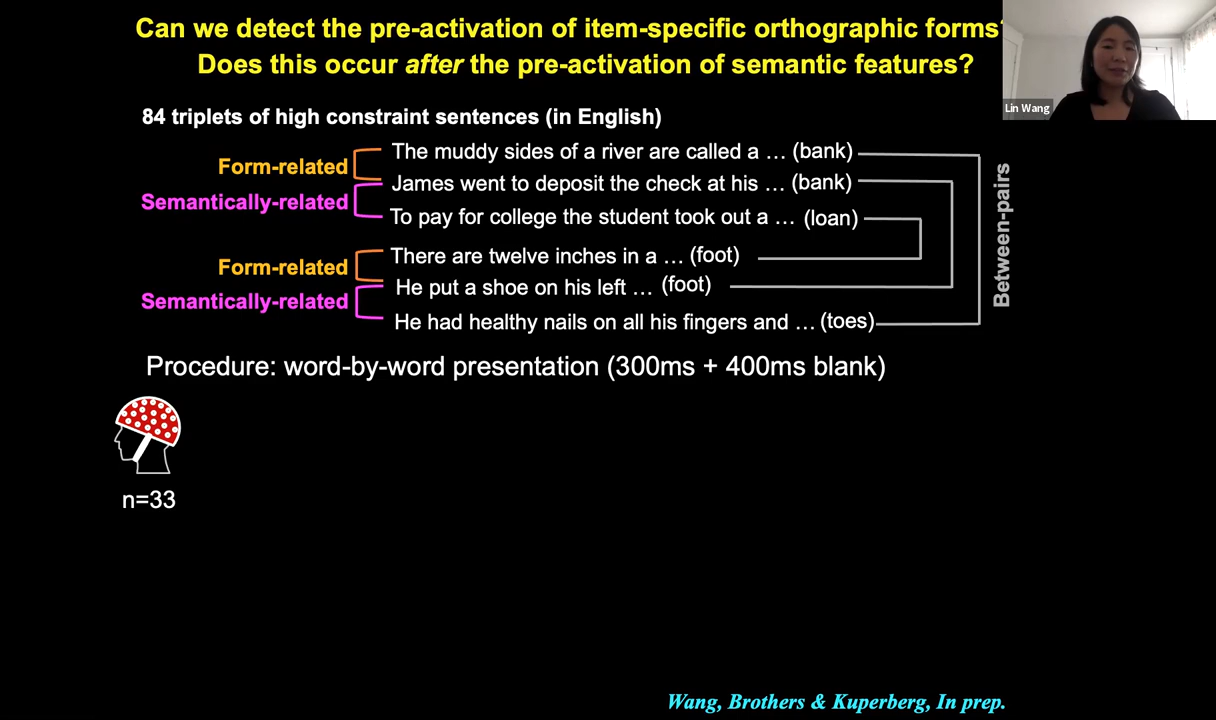 Can we detect the pre-activation of item-specific orthographic forms?
Does this occur after the pre-activation of semantic features?
Lin Wang
84 triplets of high constraint sentences (in English)
Form-related
The muddy sides of a river are called a … (bank)
James went to deposit the check at his … (bank)
Semantically-related
To pay for college the student took out a … (loan)
Form-related
There are twelve inches in a … (foot)
He put a shoe on his left … (foot)
Semantically-related
He had healthy nails on all his fingers and … (toes)
Between-pairs
Procedure: word-by-word presentation (300ms + 400ms blank)
n=33
Wang, Brothers & Kuperberg, In prep.